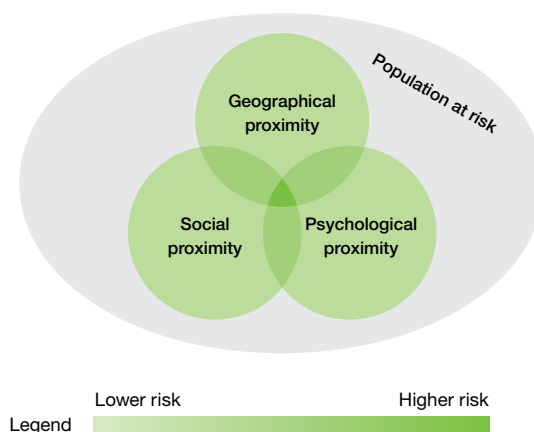 Population at risk
Geographical
proximity
Social
proximity
Psychological
proximity
Lower risk
Higher risk
Legend